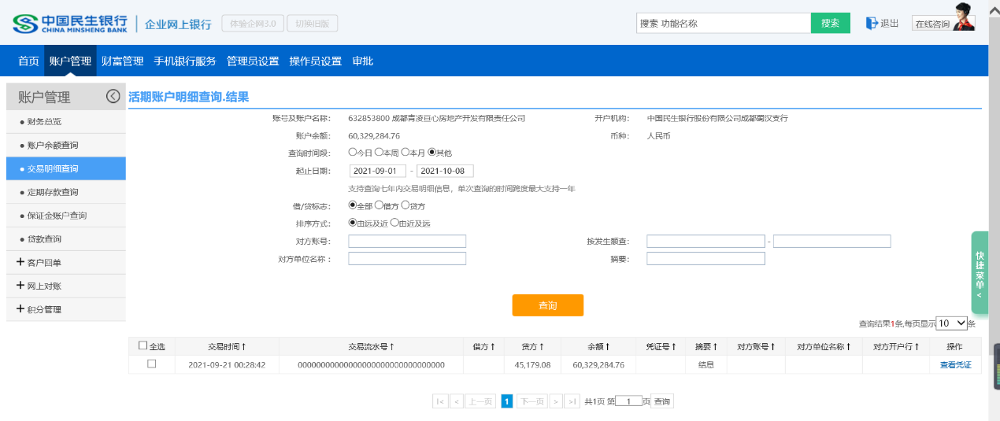 中国民生银行 企业网上银行 体验企网3.0 切换旧版 搜索 功能名称 搜索 退出 在线咨询
CHINA MINSHENG BANK
首页 账户管理 财富管理 手机银行服务 管理员设置 操作员设置 审批
账户管理
财务总览
账户余额查询
交易明细查询
定期存款查询
保证金账户查询
贷款查询
客户回单
网上对账
积分管理
活期账户明细查询.结果
账号及账户名称： 632853800 成都青凌亘心房地产开发有限责任公司 开户机构： 中国民生银行股份有限公司成都蜀汉支行
账户余额： 60,329,284.76 币种： 人民币
查询时间段： 今日 本周 本月 其他
起止日期： 2021-09-01 - 2021-10-08
支持查询七年内交易明细信息，单次查询的时间跨度最大支持一年
借/贷标志： 全部 借方 贷方
排序方式： 由远及近 由近及远
对方账号： 按发生额查： -
对方单位名称： 摘要：
查询
快捷菜单<
查询结果1条,每页显示 10 条
全选 交易时间↑ 交易流水号↑ 借方↑ 贷方↑ 余额↑ 凭证号↑ 摘要↑ 对方账号↑ 对方单位名称↑ 对方开户行↑ 操作
2021-09-21 00:28:42 0000000000000000000000000000000 45,179.08 60,329,284.76 结息 查看凭证
|< < 上一页 1 下一页 > >| 共1页 第 1 页 查询